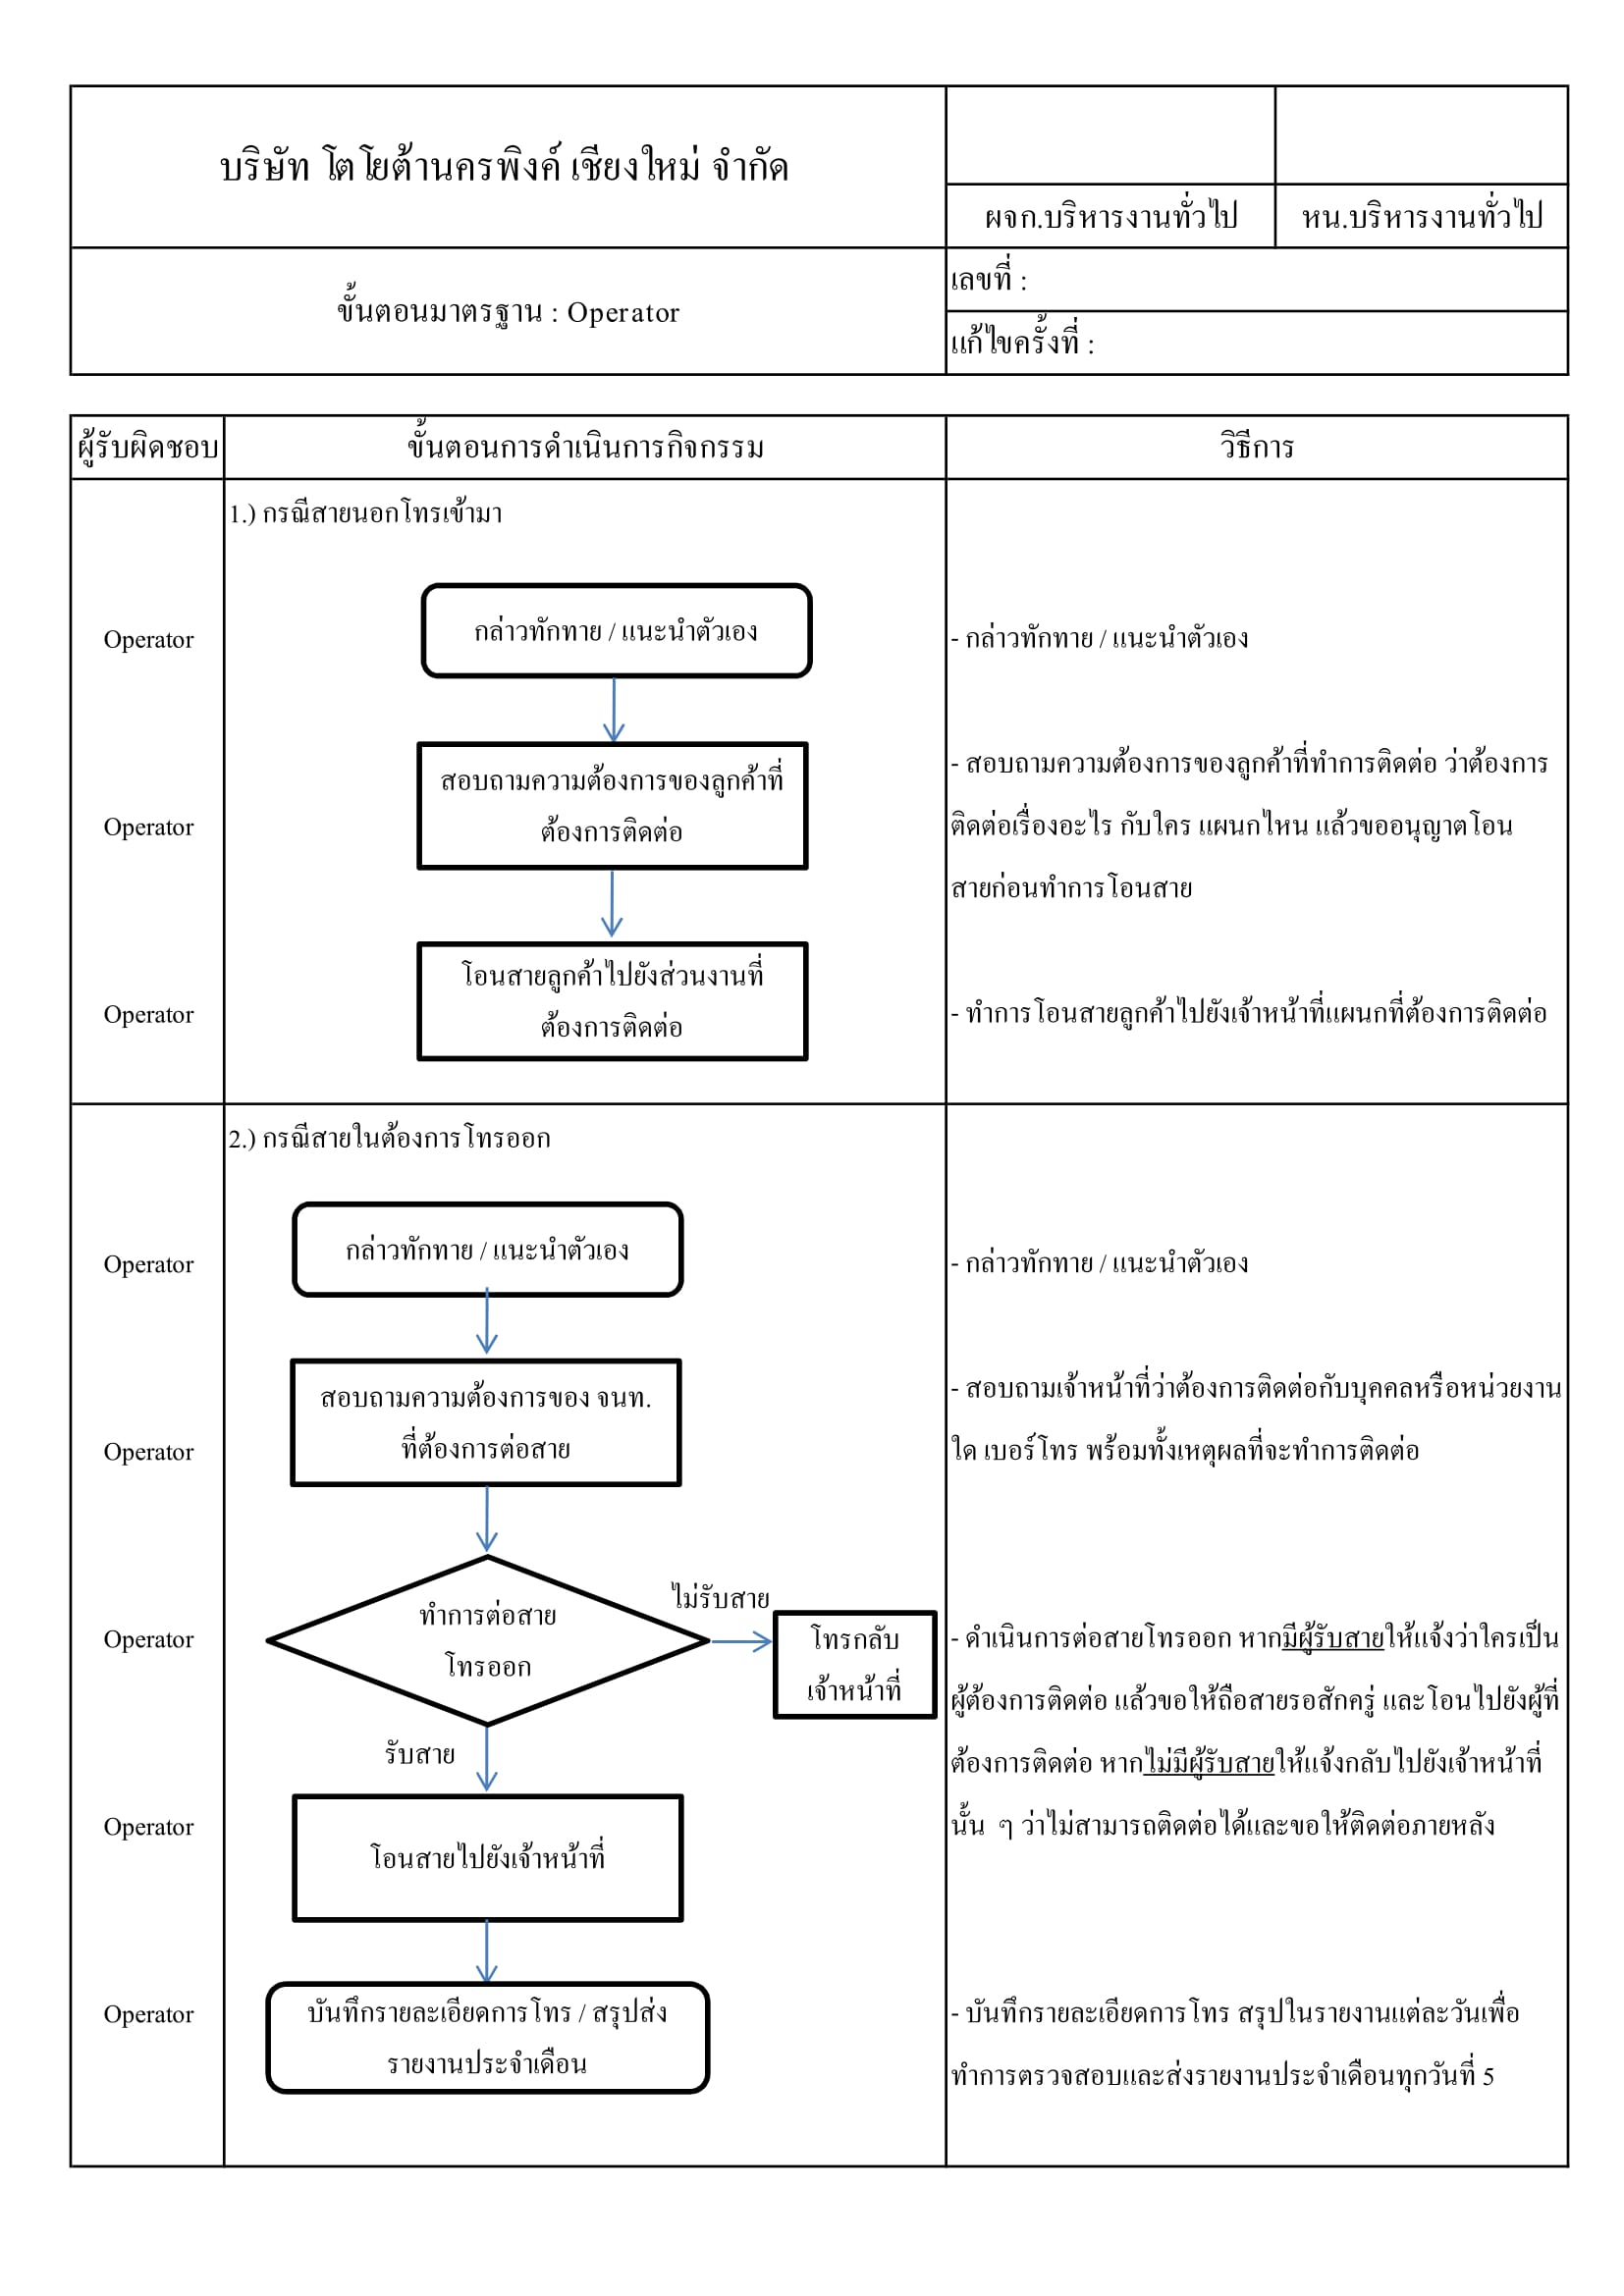 บริษัท โตโยต้านครพิงค์ เชียงใหม่ จำกัด
ผจก.บริหารงานทั่วไป
หน.บริหารงานทั่วไป
ขั้นตอนมาตรฐาน : Operator
เลขที่ :
แก้ไขครั้งที่ :
ผู้รับผิดชอบ
ขั้นตอนการดำเนินการกิจกรรม
วิธีการ
1.) กรณีสายนอกโทรเข้ามา
Operator
กล่าวทักทาย / แนะนำตัวเอง
- กล่าวทักทาย / แนะนำตัวเอง
Operator
สอบถามความต้องการของลูกค้าที่
ต้องการติดต่อ
- สอบถามความต้องการของลูกค้าที่ทำการติดต่อ ว่าต้องการ
ติดต่อเรื่องอะไร กับใคร แผนกไหน แล้วขออนุญาตโอน
สายก่อนทำการโอนสาย
Operator
โอนสายลูกค้าไปยังส่วนงานที่
ต้องการติดต่อ
- ทำการโอนสายลูกค้าไปยังเจ้าหน้าที่แผนกที่ต้องการติดต่อ
2.) กรณีสายในต้องการโทรออก
Operator
กล่าวทักทาย / แนะนำตัวเอง
- กล่าวทักทาย / แนะนำตัวเอง
Operator
สอบถามความต้องการของ จนท.
ที่ต้องการต่อสาย
- สอบถามเจ้าหน้าที่ว่าต้องการติดต่อกับบุคคลหรือหน่วยงาน
ใด เบอร์โทร พร้อมทั้งเหตุผลที่จะทำการติดต่อ
Operator
ทำการต่อสาย
โทรออก
ไม่รับสาย
โทรกลับ
เจ้าหน้าที่
- ดำเนินการต่อสายโทรออก หากมีผู้รับสายให้แจ้งว่าใครเป็น
ผู้ต้องการติดต่อ แล้วขอให้ถือสายรอสักครู่ และโอนไปยังผู้ที่
ต้องการติดต่อ หากไม่มีผู้รับสายให้แจ้งกลับไปยังเจ้าหน้าที่
นั้น ๆ ว่าไม่สามารถติดต่อได้และขอให้ติดต่อภายหลัง
รับสาย
Operator
โอนสายไปยังเจ้าหน้าที่
Operator
บันทึกรายละเอียดการโทร / สรุปส่ง
รายงานประจำเดือน
- บันทึกรายละเอียดการโทร สรุปในรายงานแต่ละวันเพื่อ
ทำการตรวจสอบและส่งรายงานประจำเดือนทุกวันที่ 5